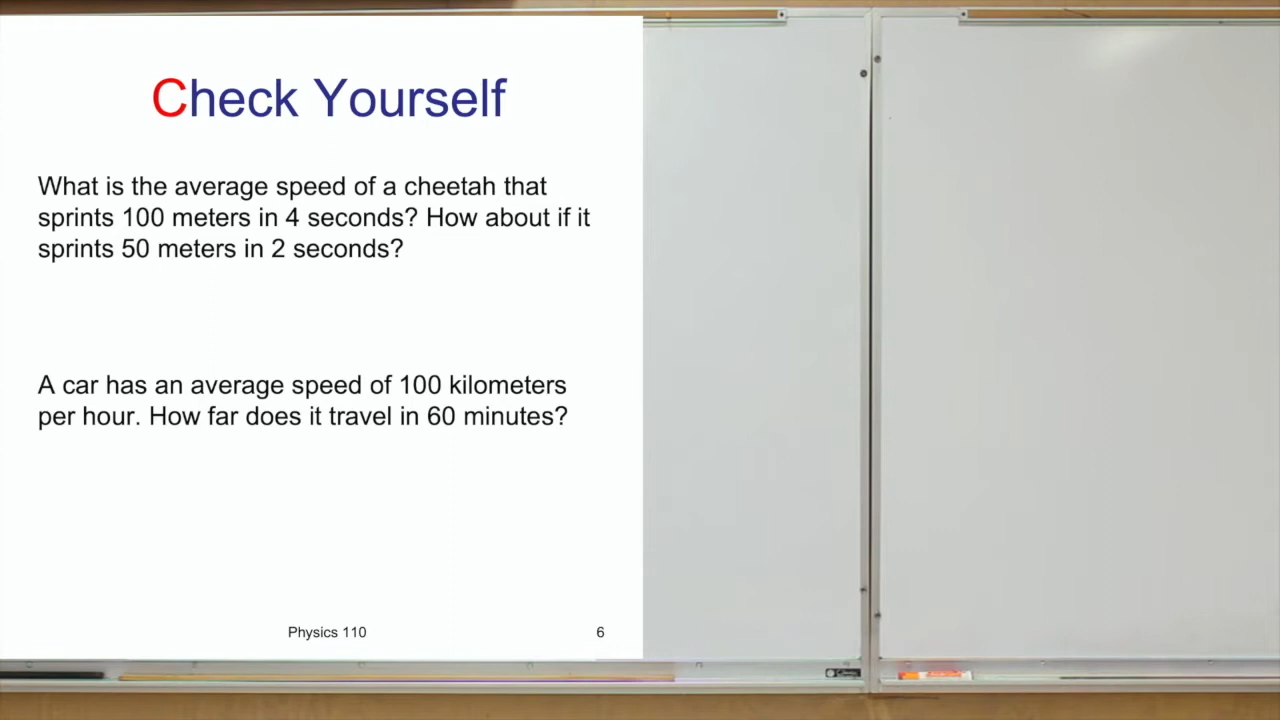 Check Yourself
What is the average speed of a cheetah that
sprints 100 meters in 4 seconds? How about if it
sprints 50 meters in 2 seconds?
A car has an average speed of 100 kilometers
per hour. How far does it travel in 60 minutes?
Physics 110
6